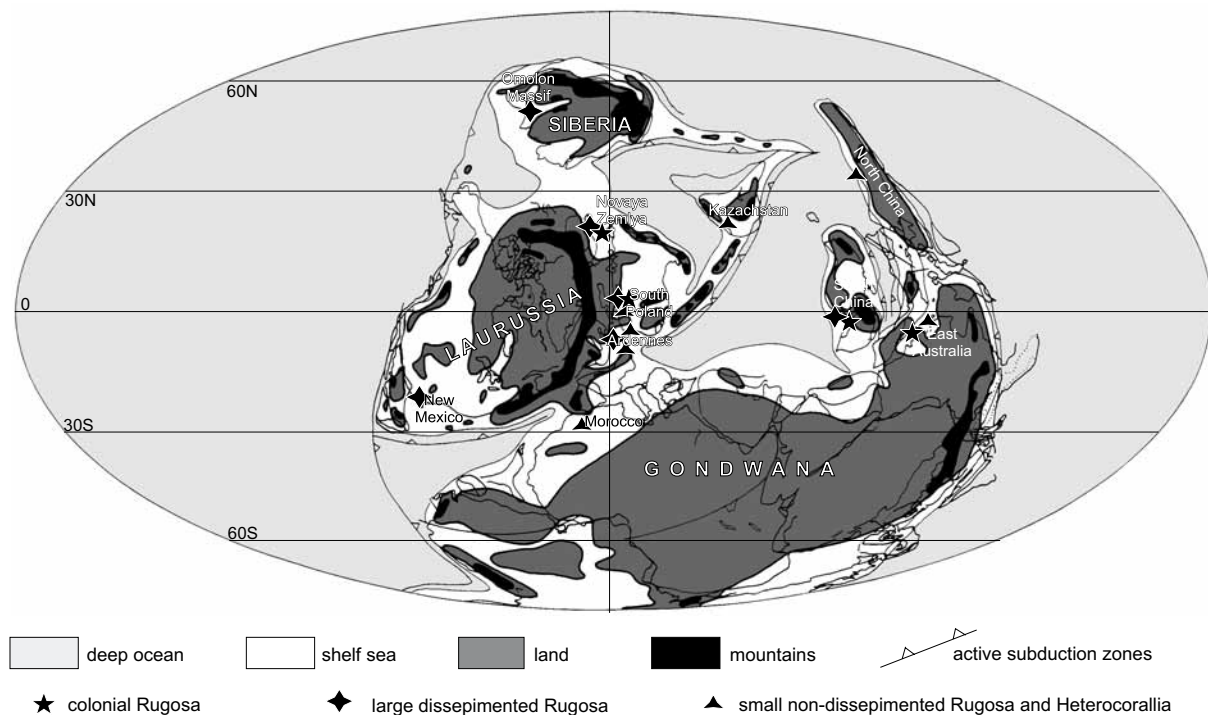 60N
Omolon
Massif
SIBERIA
30N
North China
Novaya
Zemlya
Kazachstan
LAURUSSIA
0
South
Poland
South
China
Ardennes
East
Australia
New
Mexico
Morocco
30S
GONDWANA
60S
deep ocean
shelf sea
land
mountains
active subduction zones
colonial Rugosa
large dissepimented Rugosa
small non-dissepimented Rugosa and Heterocorallia